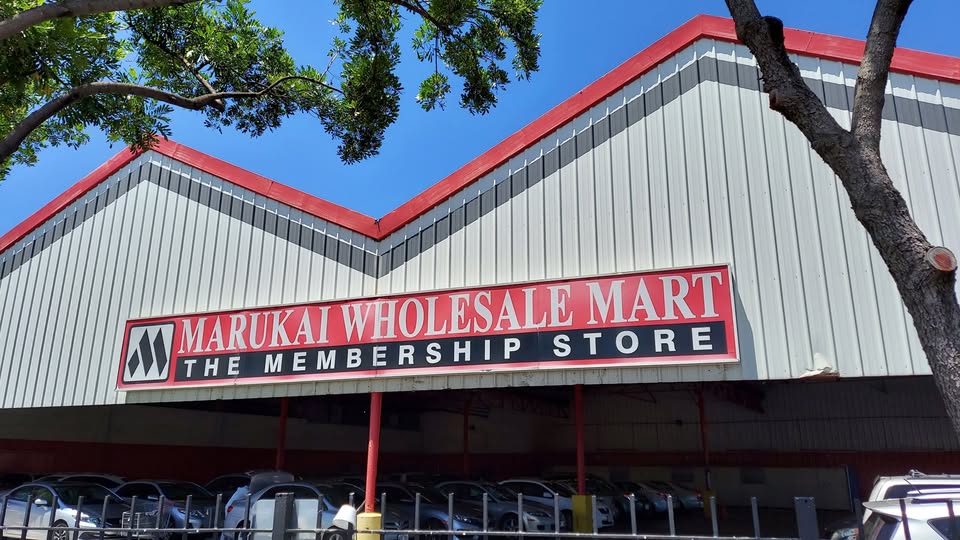 MARUKAI WHOLESALE MART
THE MEMBERSHIP STORE